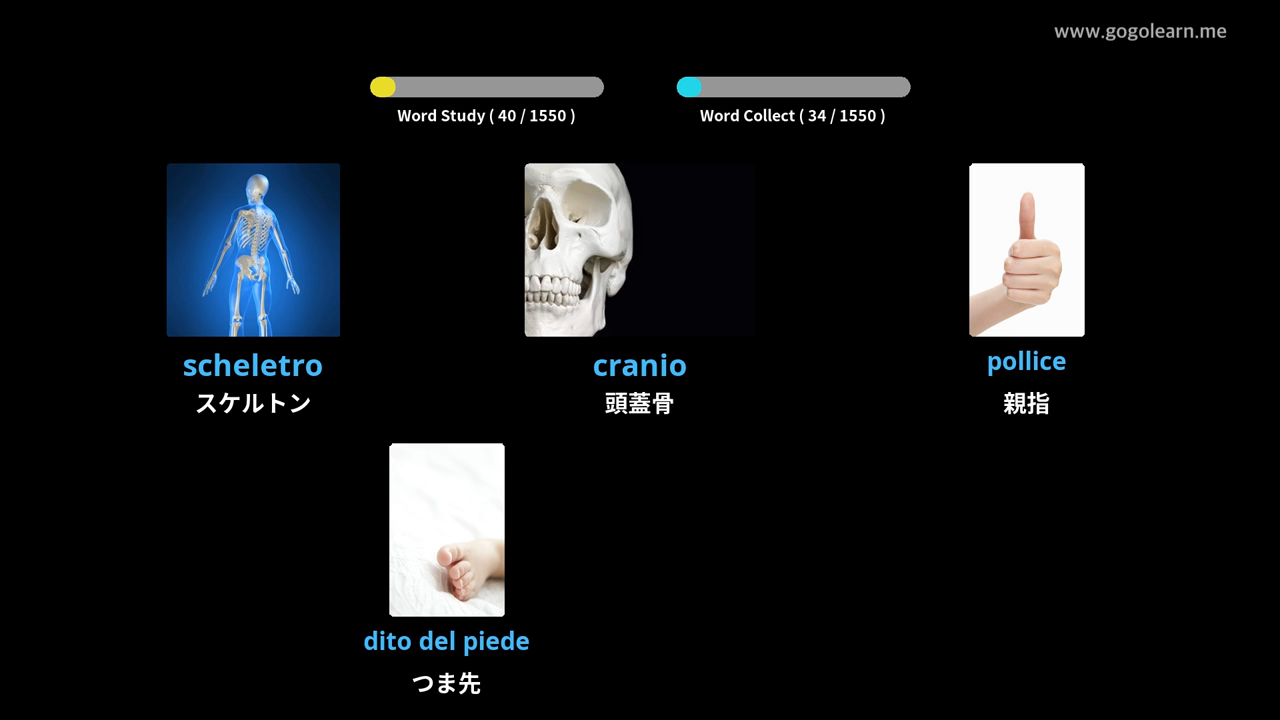 www.gogolearn.me
Word Study ( 40 / 1550 )
Word Collect ( 34 / 1550 )
scheletro
スケルトン
cranio
頭蓋骨
pollice
親指
dito del piede
つま先